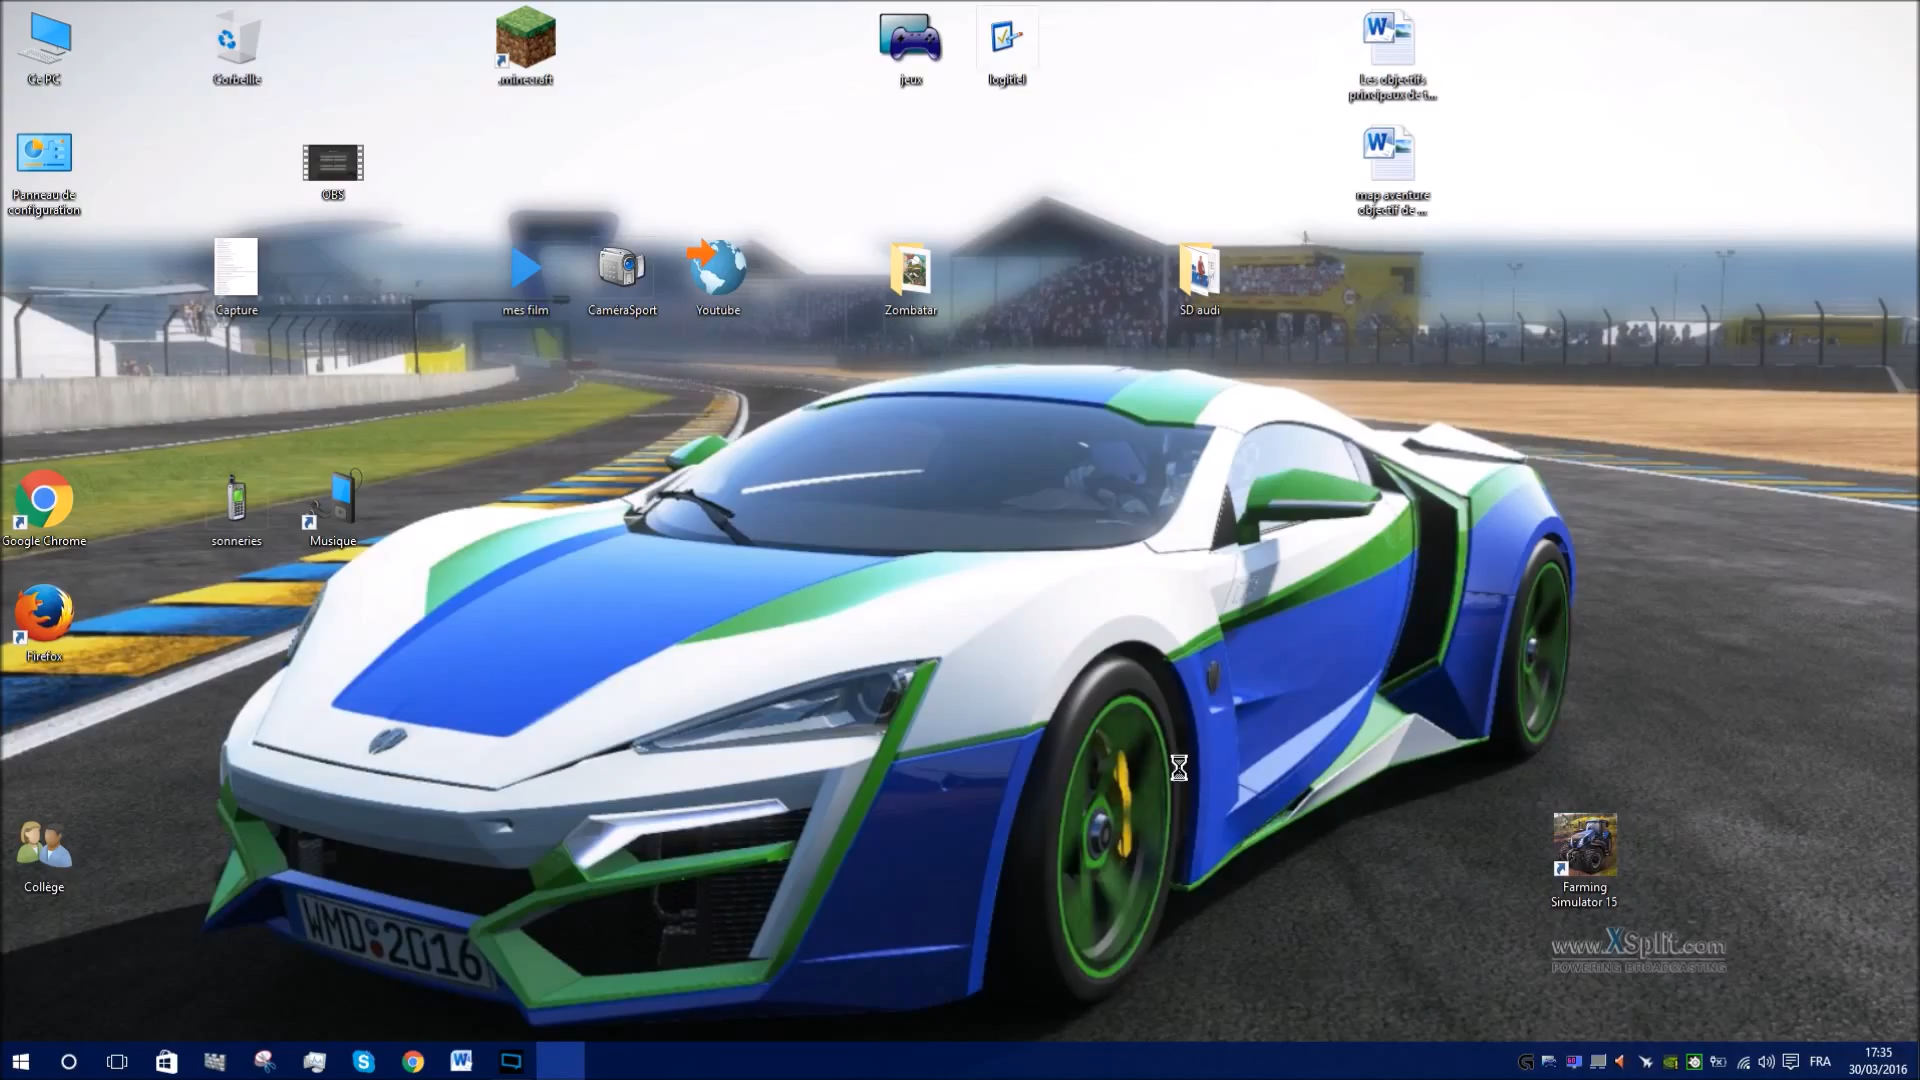 Ce PC
Corbeille
.minecraft
jeux
logitiel
Les objectifs
principaux de t...
Panneau de
configuration
OBS
map aventure
objectif de ...
Capture
mes film
CaméraSport
Youtube
Zombatar
SD audi
Google Chrome
sonneries
Musique
Firefox
Collège
Farming
Simulator 15
WMD 2016
www.XSplit.com
POWERING BROADCASTING
FRA
17:35
30/03/2016